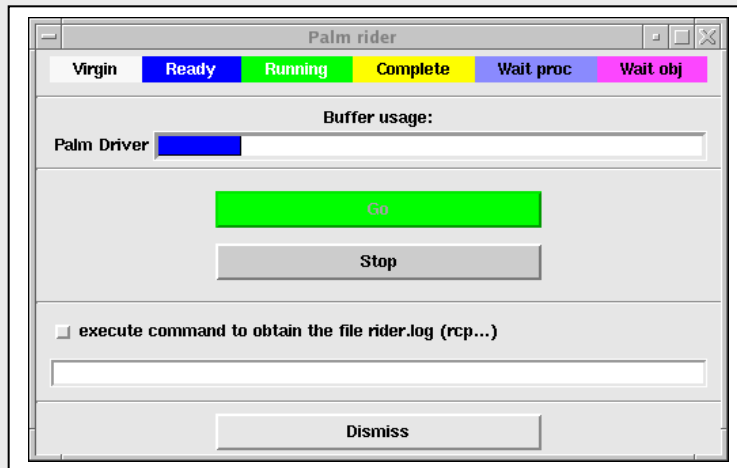 Palm rider
Virgin Ready Running Complete Wait proc Wait obj
Buffer usage:
Palm Driver
Go
Stop
execute command to obtain the file rider.log (rcp...)
Dismiss